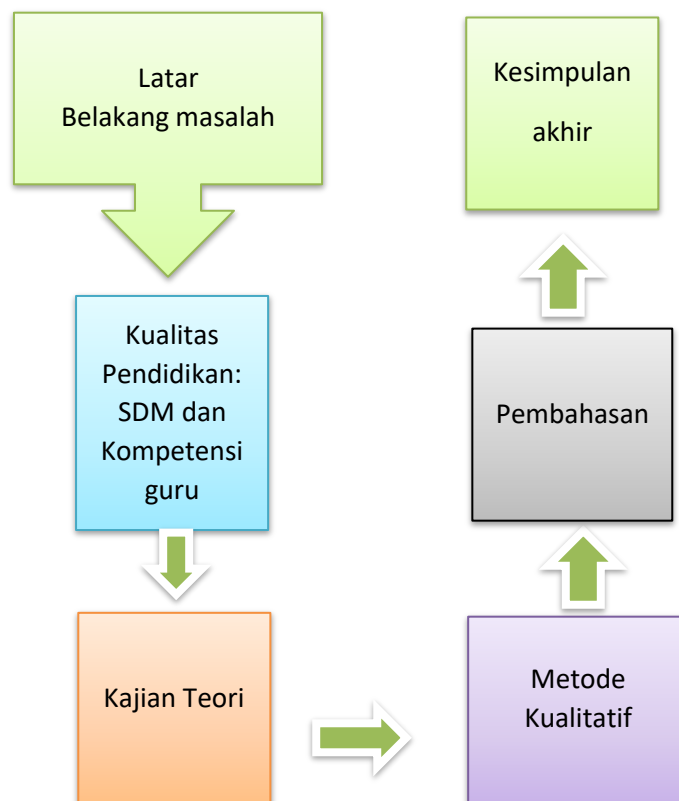 Latar
Belakang masalah
Kualitas
Pendidikan:
SDM dan
Kompetensi
guru
Kajian Teori
Metode
Kualitatif
Pembahasan
Kesimpulan
akhir